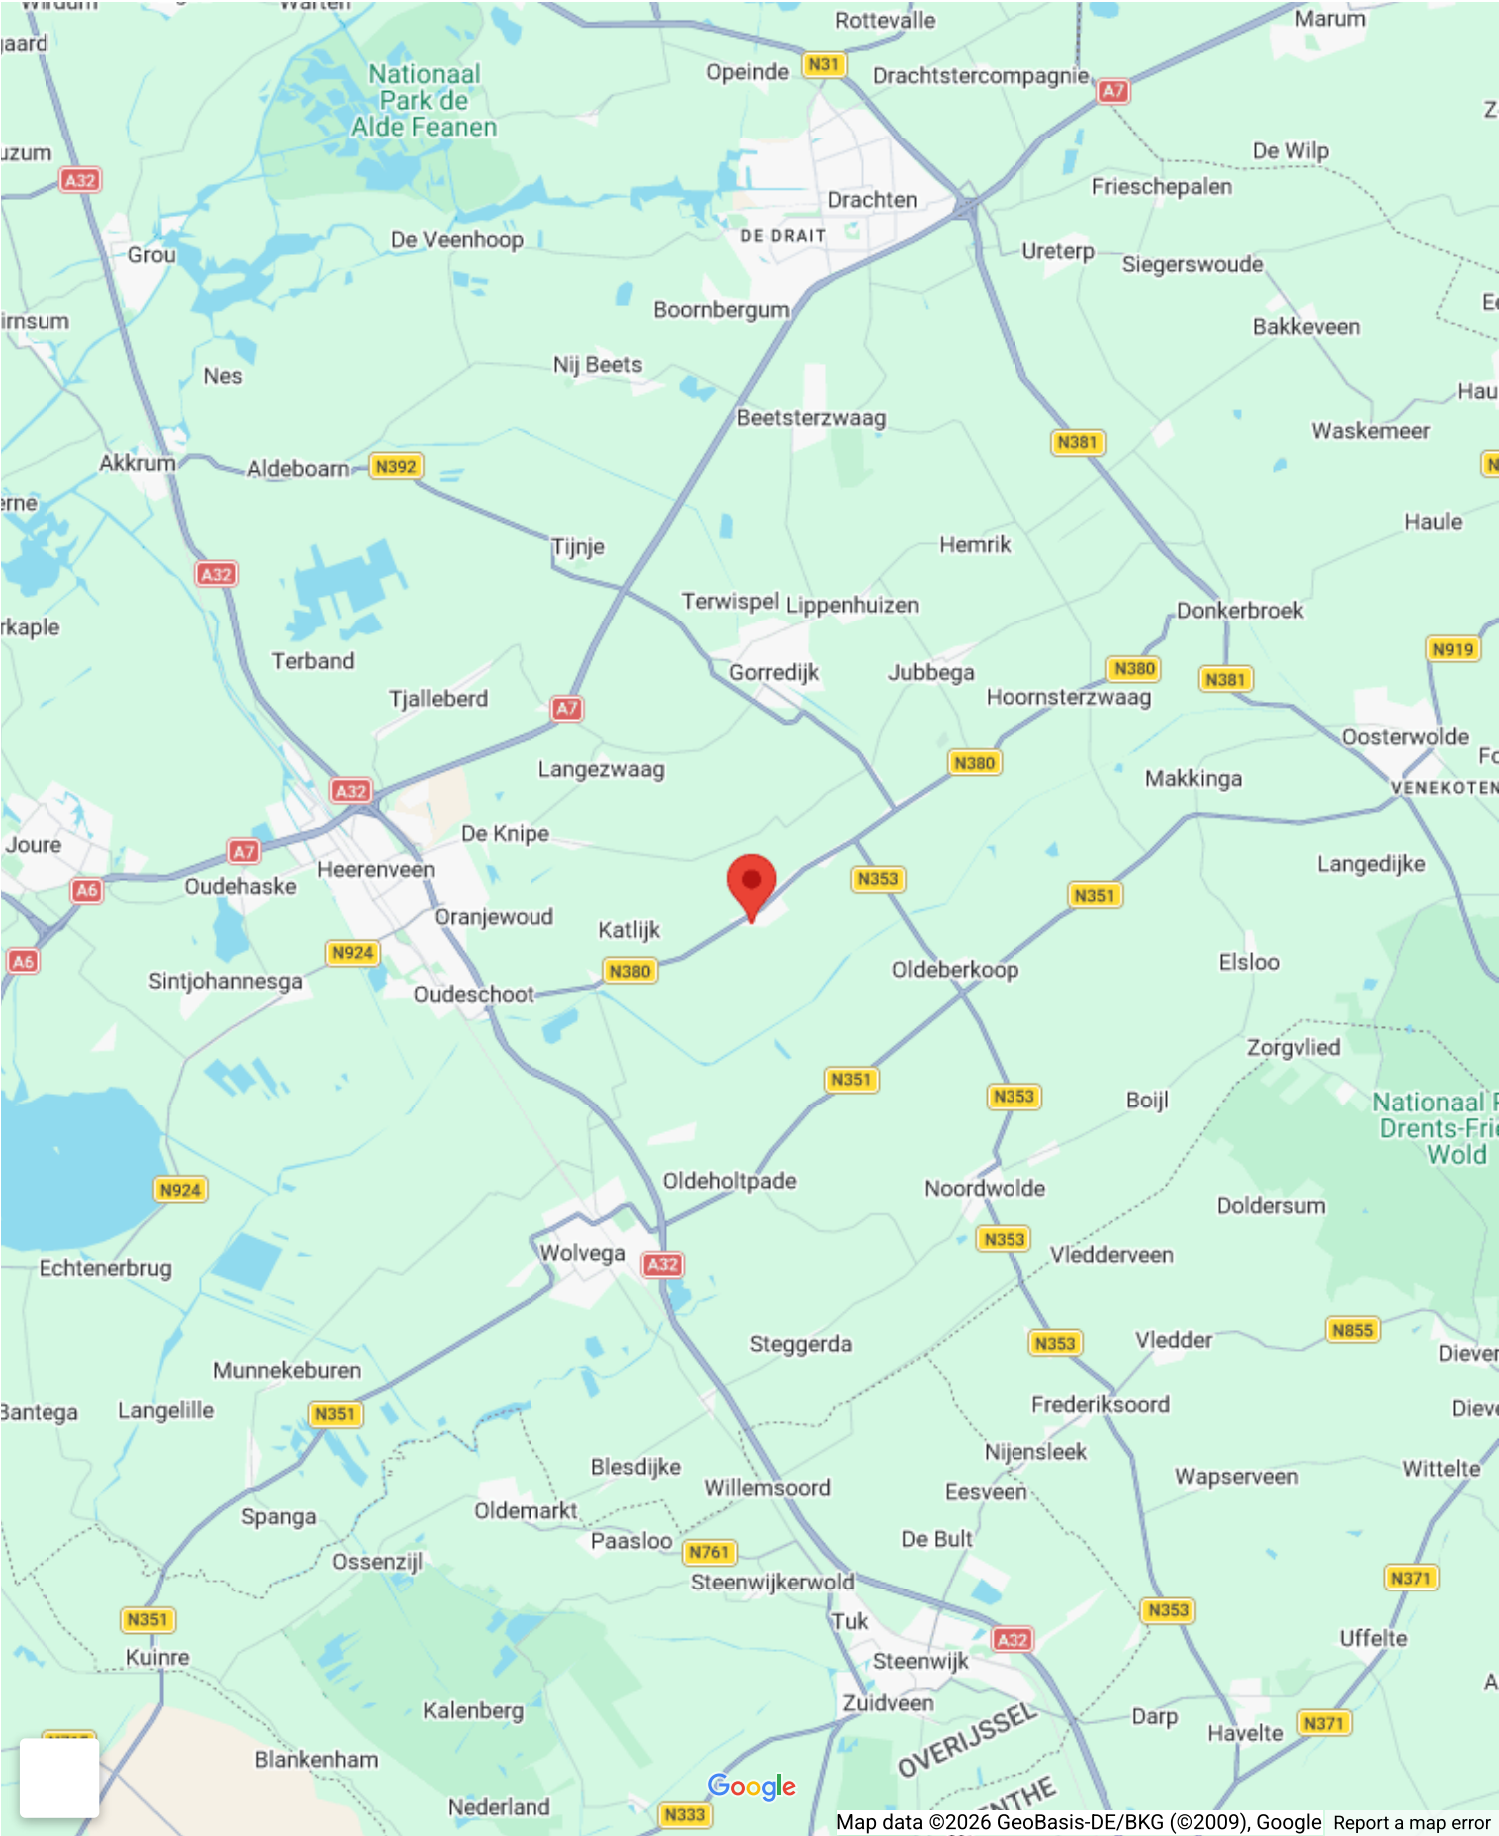 Warten
Rottevalle
Marum
Nationaal
Park de
Alde Feanen
Opeinde
N31
Drachtstercompagnie
A7
De Wilp
A32
Frieschepalen
Drachten
DE DRAIT
De Veenhoop
Grou
Ureterp
Siegerswoude
Boornbergum
Bakkeveen
Nij Beets
Nes
Beetsterzwaag
Waskemeer
N381
Akkrum
Aldeboarn
N392
Haule
Tijnje
Hemrik
A32
Terwispel
Lippenhuizen
Donkerbroek
N919
Terband
Gorredijk
Jubbega
N380
N381
Tjalleberd
Hoornsterzwaag
A7
Oosterwolde
N380
Langezwaag
Makkinga
VENEKOTEN
A32
De Knipe
Joure
A7
Heerenveen
Langedijke
Oudehaske
A6
N353
N351
Oranjewoud
Katlijk
N924
A6
N380
Oldeberkoop
Elsloo
Sintjohannesga
Oudeschoot
Zorgvlied
N351
N353
Boijl
Nationaal P
Drents-Frie
Wold
Oldeholtpade
N924
Noordwolde
Doldersum
N353
Wolvega
Vledderveen
A32
Echtenerbrug
Steggerda
N353
Vledder
N855
Diever
Munnekeburen
Bantega
Langelille
N351
Frederiksoord
Nijensleek
Blesdijke
Willemsoord
Eesveen
Wapserveen
Wittelte
Oldemarkt
Spanga
Paasloo
De Bult
N761
Ossenzijl
Steenwijkerwold
N371
N351
Tuk
N353
A32
Uffelte
Kuinre
Steenwijk
Kalenberg
Zuidveen
Darp
Havelte
N371
OVERIJSSEL
Blankenham
Google
Nederland
N333
Map data ©2026 GeoBasis-DE/BKG (©2009), Google
Report a map error